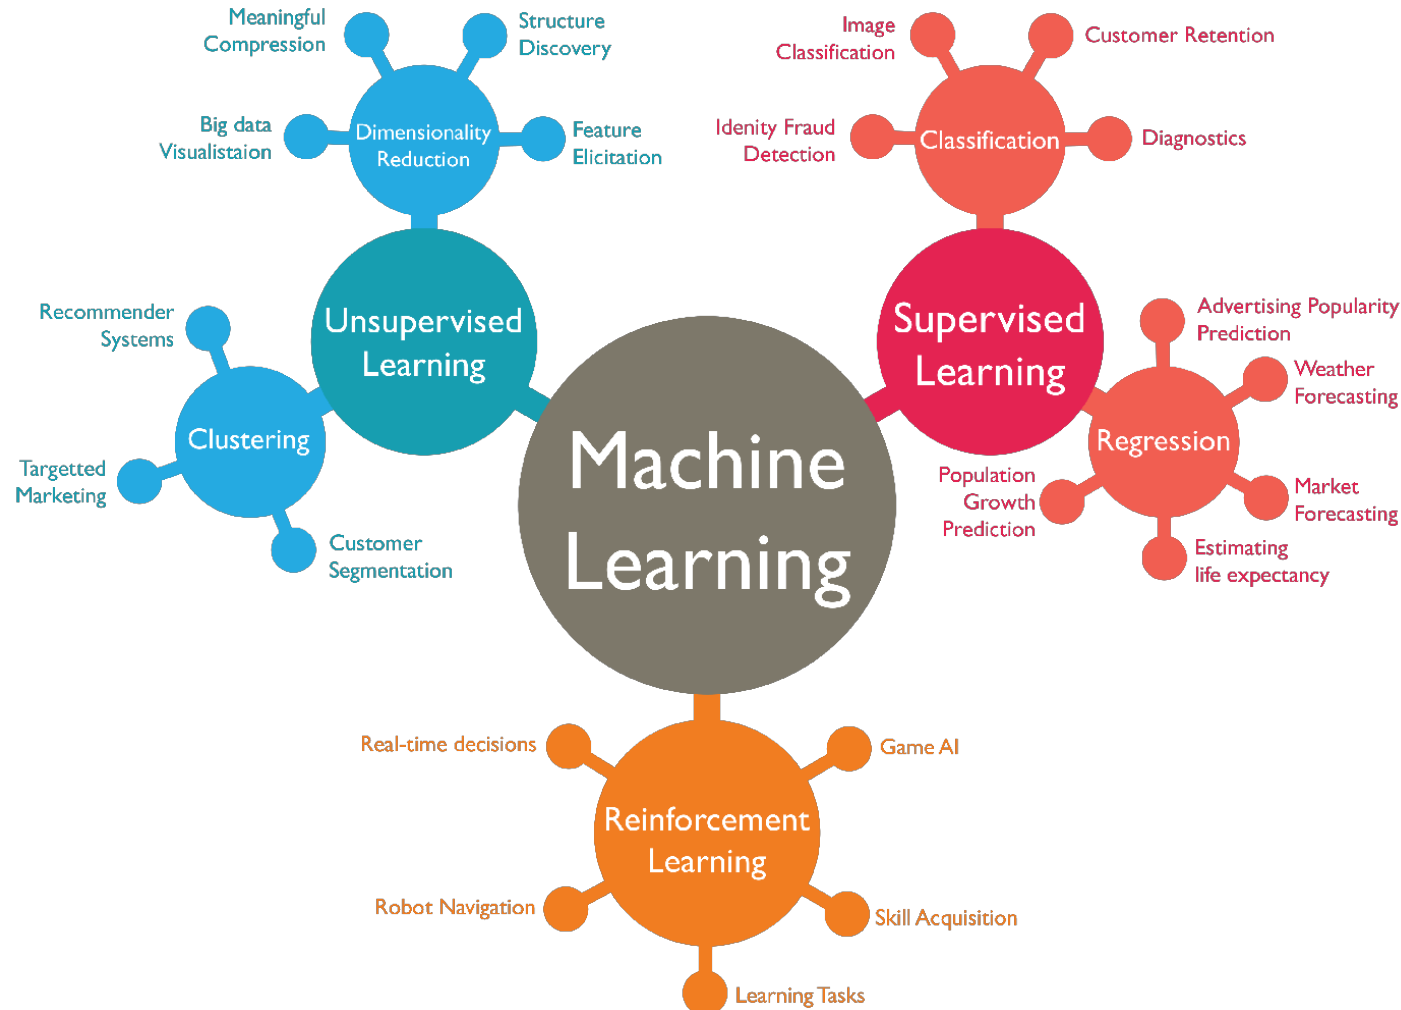 Meaningful
Compression
Structure
Discovery
Big data
Visualistaion
Dimensionality
Reduction
Feature
Elicitation
Image
Classification
Customer Retention
Idenity Fraud
Detection
Classification
Diagnostics
Unsupervised
Learning
Recommender
Systems
Clustering
Targetted
Marketing
Customer
Segmentation
Supervised
Learning
Advertising Popularity
Prediction
Weather
Forecasting
Regression
Population
Growth
Prediction
Market
Forecasting
Estimating
life expectancy
Machine
Learning
Real-time decisions
Game AI
Reinforcement
Learning
Robot Navigation
Skill Acquisition
Learning Tasks